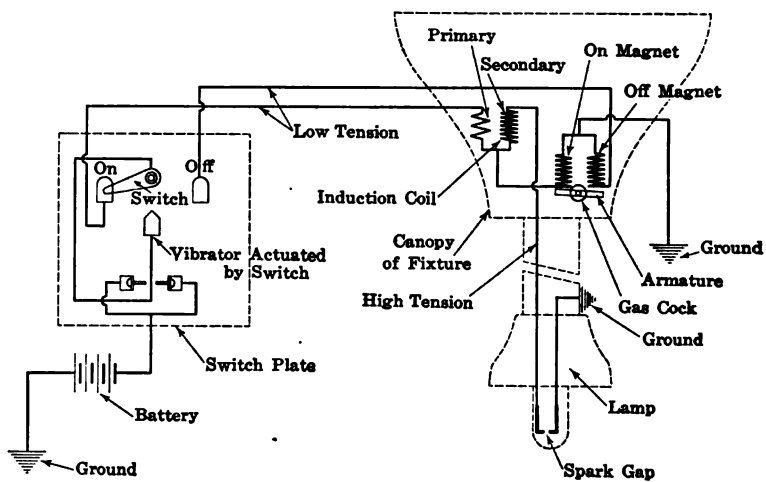 Primary
On Magnet
Secondary
Off Magnet
Low Tension
On
Off
Switch
Induction Coil
Vibrator Actuated
by Switch
Canopy
of Fixture
Ground
Armature
High Tension
Gas Cock
Ground
Switch Plate
Battery
Lamp
Ground
Spark Gap